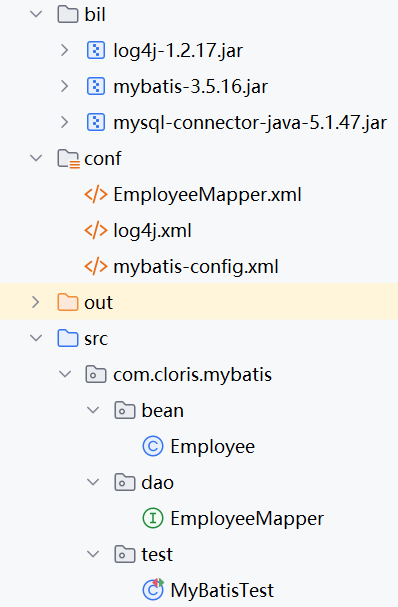 bil
log4j-1.2.17.jar
mybatis-3.5.16.jar
mysql-connector-java-5.1.47.jar
conf
EmployeeMapper.xml
log4j.xml
mybatis-config.xml
out
src
com.cloris.mybatis
bean
Employee
dao
EmployeeMapper
test
MyBatisTest